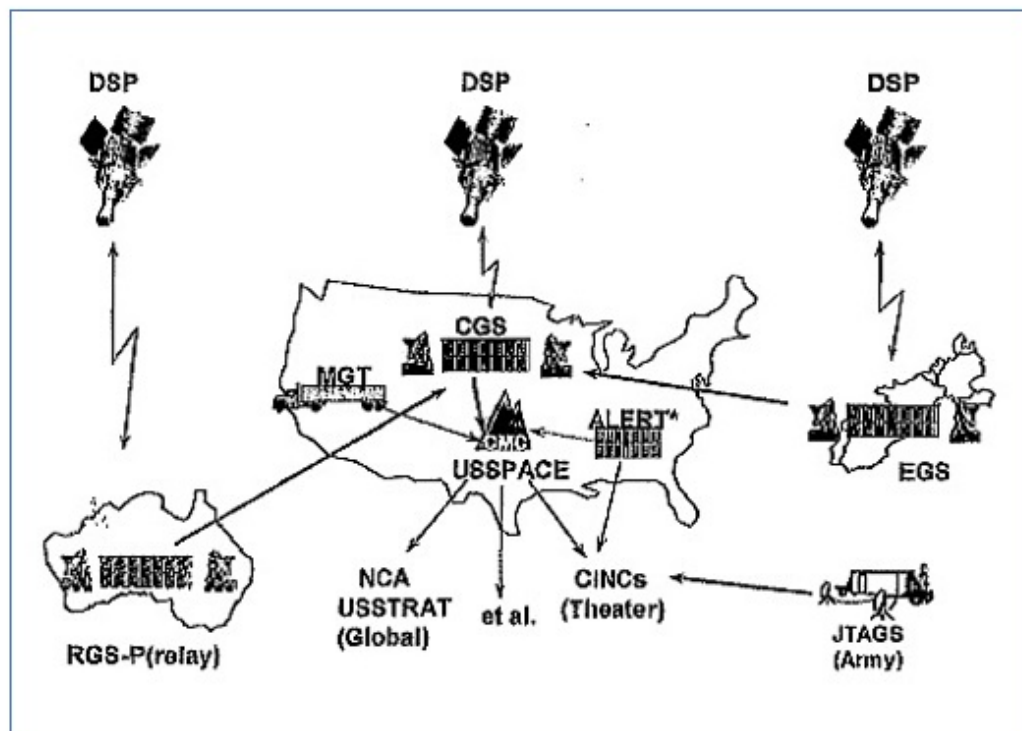 DSP
DSP
DSP
CGS
MGT
ALERT*
CMC
USSPACE
EGS
NCA
USSTRAT
(Global)
et al.
CINCs
(Theater)
JTAGS
(Army)
RGS-P(relay)